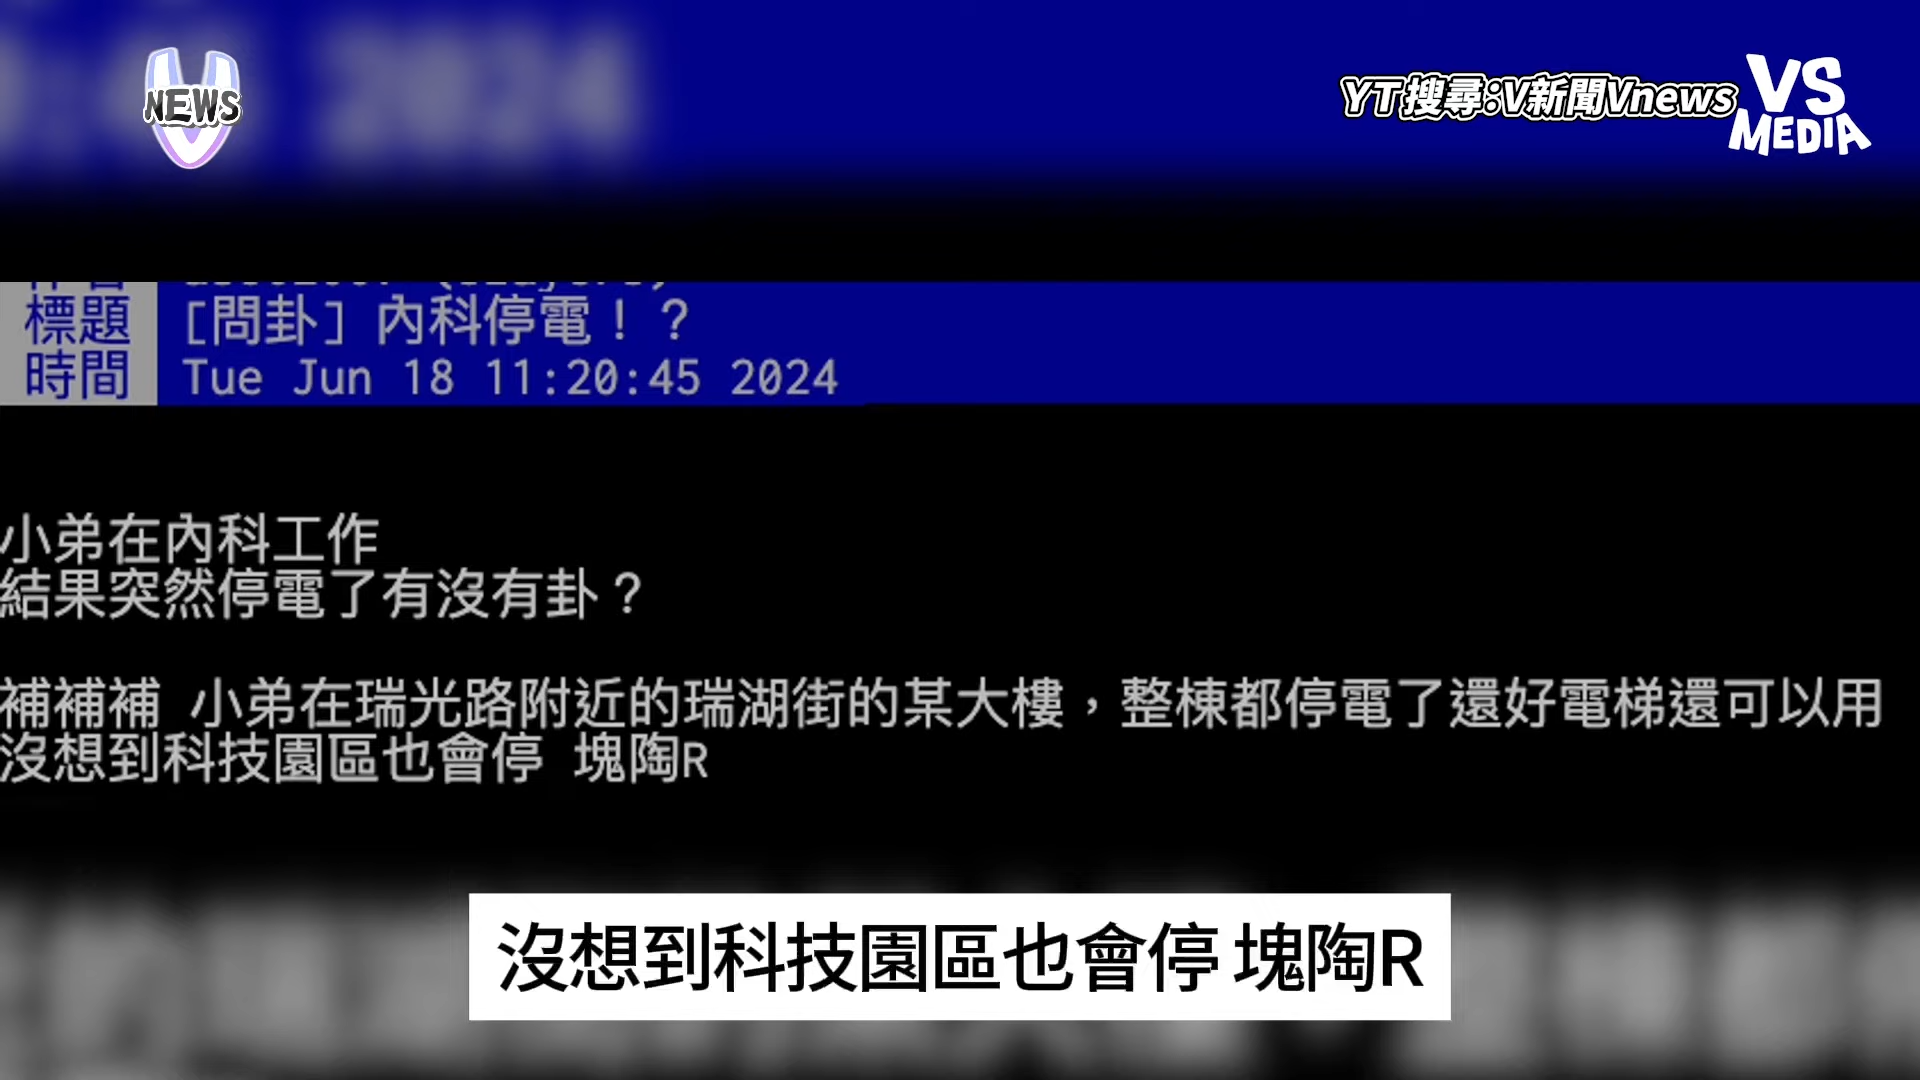 NEWS
YT搜尋:V新聞Vnews
VS MEDIA
標題 [問卦] 內科停電！？
時間 Tue Jun 18 11:20:45 2024
小弟在內科工作
結果突然停電了有沒有卦？
補補補 小弟在瑞光路附近的瑞湖街的某大樓，整棟都停電了還好電梯還可以用
沒想到科技園區也會停 塊陶R
沒想到科技園區也會停 塊陶R